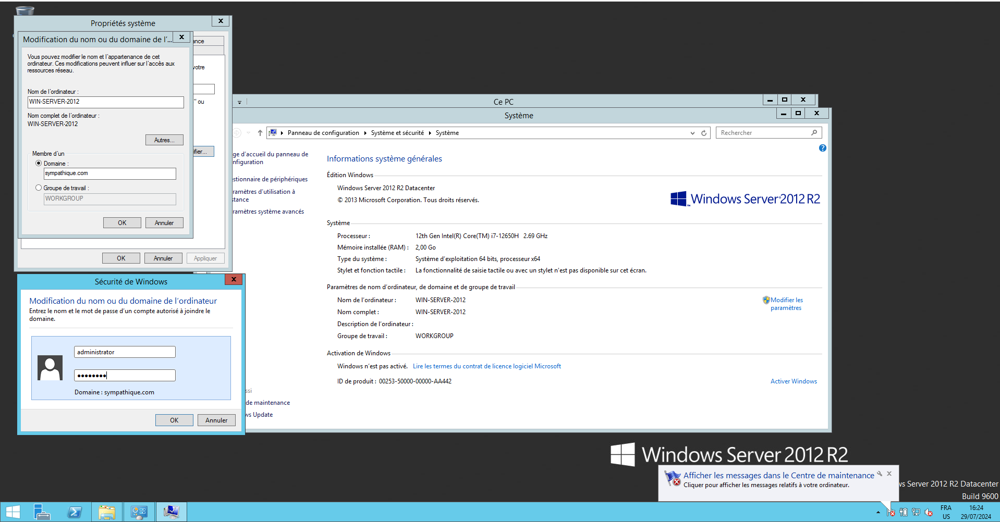 Propriétés système
Modification du nom ou du domaine de l'...
Vous pouvez modifier le nom et l'appartenance de cet
ordinateur. Ces modifications peuvent influer sur l'accès aux
ressources réseau.
Nom de l'ordinateur :
WIN-SERVER-2012
Nom complet de l'ordinateur :
WIN-SERVER-2012
Autres...
Membre d'un
Domaine :
sympathique.com
Groupe de travail :
WORKGROUP
OK
Annuler
ance
votre
" ou
ifier...
OK
Annuler
Appliquer
Sécurité de Windows
Modification du nom ou du domaine de l'ordinateur
Entrez le nom et le mot de passe d'un compte autorisé à joindre le
domaine.
administrator
●●●●●●●●
Domaine : sympathique.com
OK
Annuler
Ce PC
Système
Panneau de configuration
Système et sécurité
Système
Rechercher
ge d'accueil du panneau de
nfiguration
estionnaire de périphériques
ramètres d'utilisation à
stance
ramètres système avancés
ssi
de maintenance
ws Update
Informations système générales
Édition Windows
Windows Server 2012 R2 Datacenter
© 2013 Microsoft Corporation. Tous droits réservés.
Windows Server® 2012 R2
Système
Processeur : 12th Gen Intel(R) Core(TM) i7-12650H 2.69 GHz
Mémoire installée (RAM) : 2,00 Go
Type du système : Système d'exploitation 64 bits, processeur x64
Stylet et fonction tactile : La fonctionnalité de saisie tactile ou avec un stylet n'est pas disponible sur cet écran.
Paramètres de nom d'ordinateur, de domaine et de groupe de travail
Nom de l'ordinateur : WIN-SERVER-2012
Nom complet : WIN-SERVER-2012
Description de l'ordinateur :
Groupe de travail : WORKGROUP
Modifier les
paramètres
Activation de Windows
Windows n'est pas activé. Lire les termes du contrat de licence logiciel Microsoft
ID de produit : 00253-50000-00000-AA442
Activer Windows
Windows Server 2012 R2
Afficher les messages dans le Centre de maintenance
Cliquer pour afficher les messages relatifs à votre ordinateur.
ws Server 2012 R2 Datacenter
Build 9600
FRA
US
16:24
29/07/2024